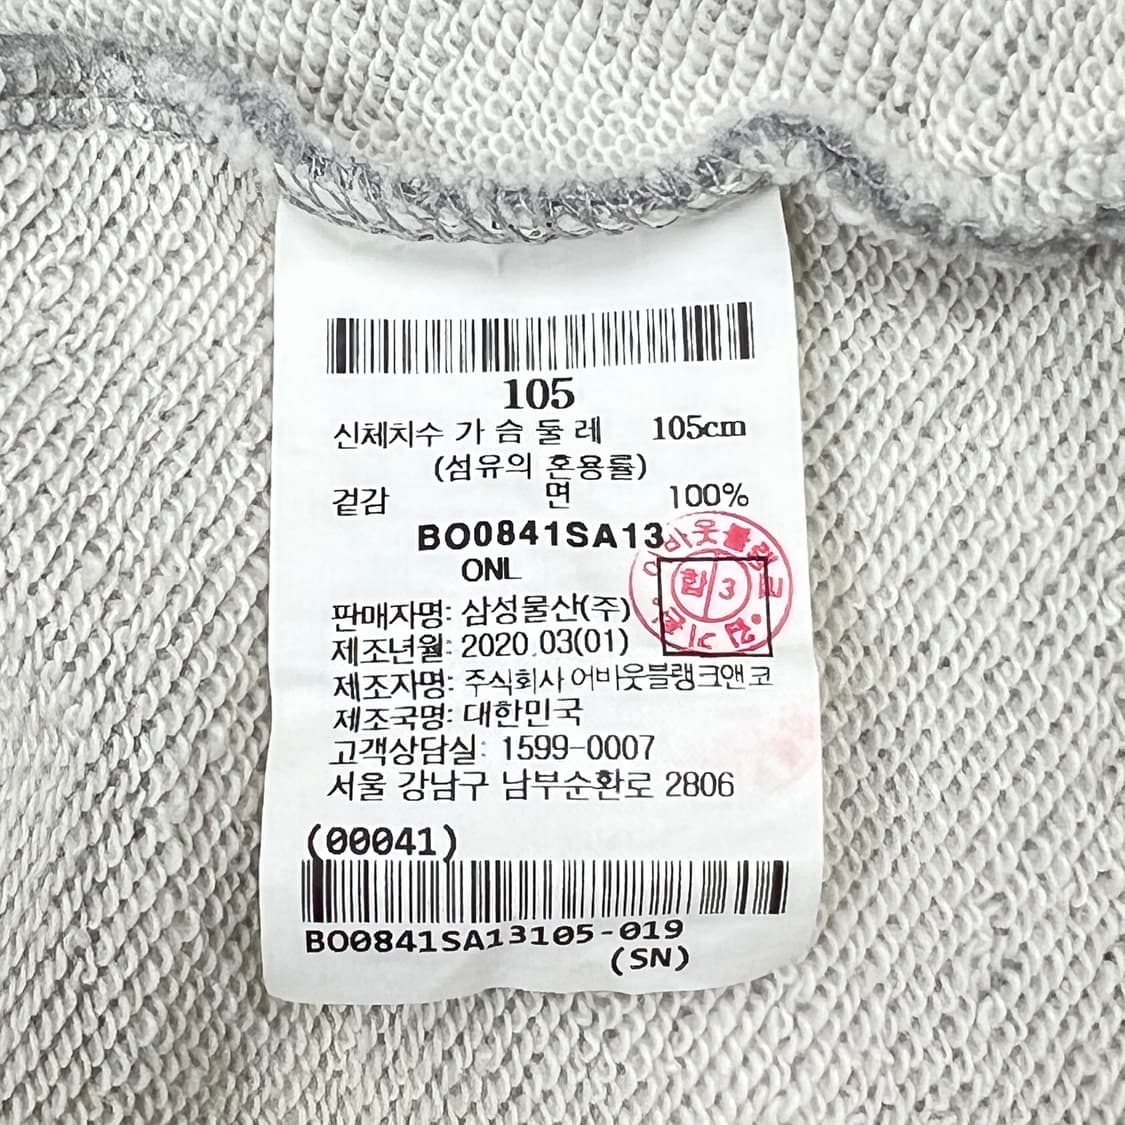 105
신체치수 가 슴 둘 레 105cm
(섬유의 혼용률)
겉감 면 100%
BO0841SA13
ONL
판매자명: 삼성물산(주)
제조년월: 2020.03(01)
제조자명: 주식회사 어바웃블랭크앤코
제조국명: 대한민국
고객상담실: 1599-0007
서울 강남구 남부순환로 2806
(00041)
BO0841SA13105-019
(SN)
합 3